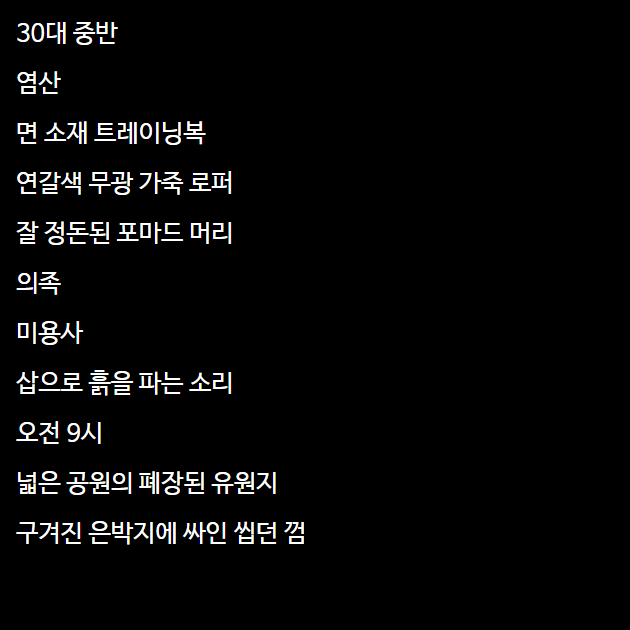 30대 중반
염산
면 소재 트레이닝복
연갈색 무광 가죽 로퍼
잘 정돈된 포마드 머리
의족
미용사
삽으로 흙을 파는 소리
오전 9시
넓은 공원의 폐장된 유원지
구겨진 은박지에 싸인 씹던 껌